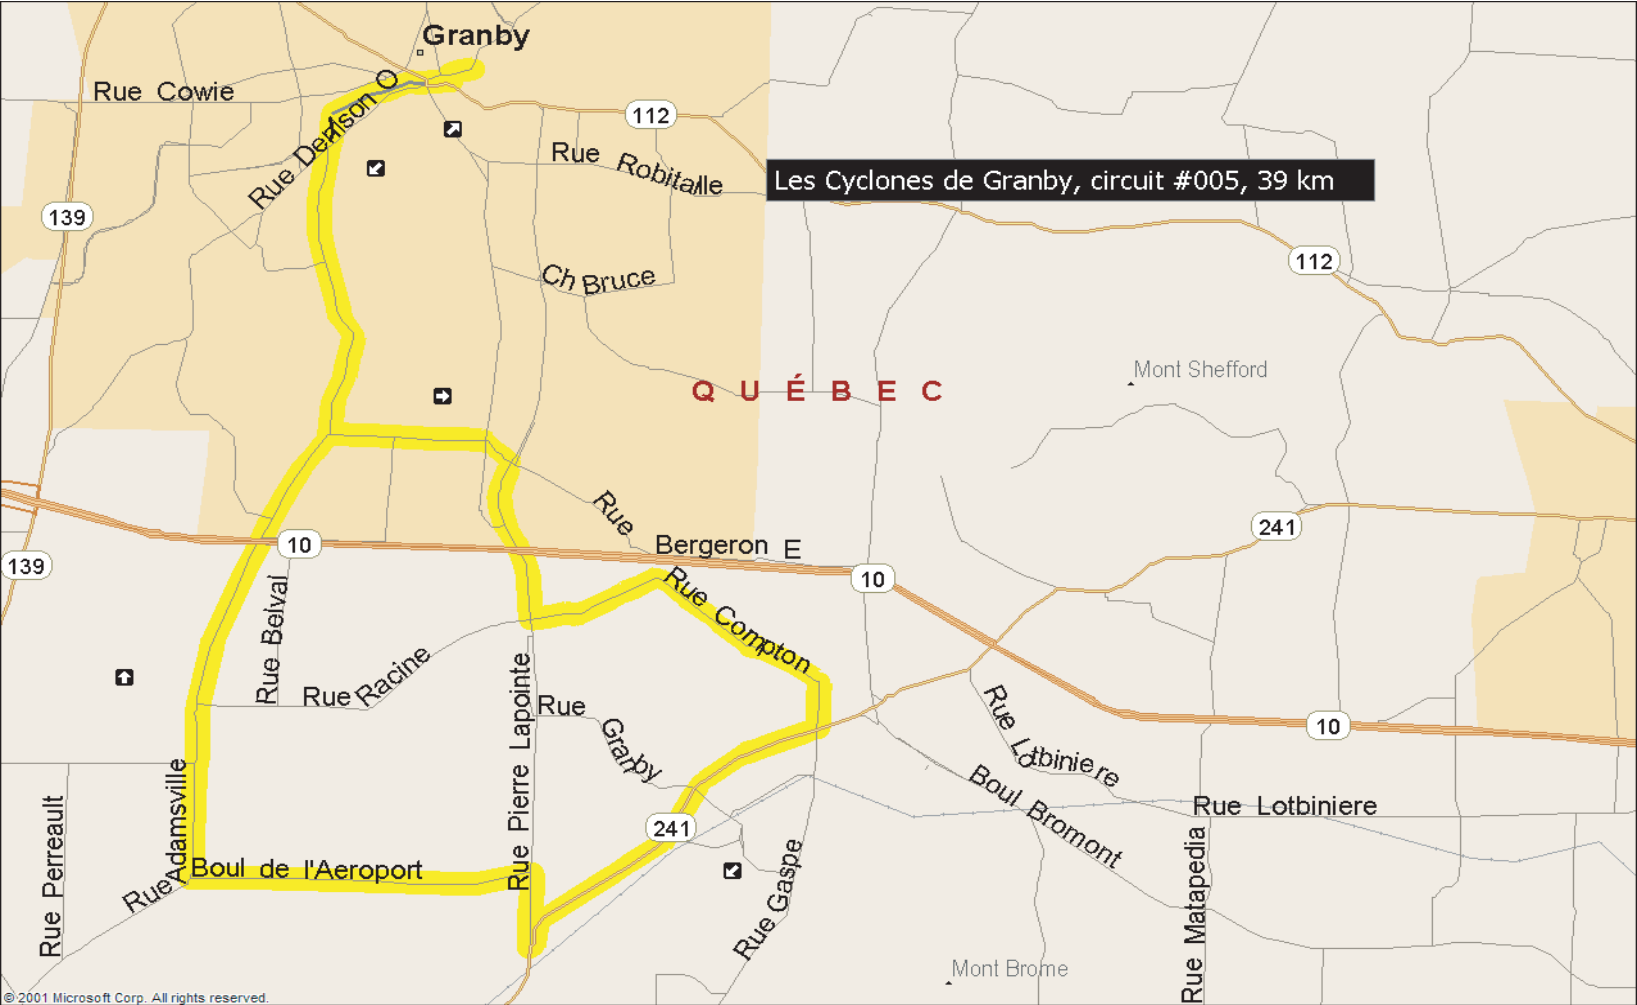 Granby
Rue Cowie
112
Rue Denison
Rue Robitalle
Les Cyclones de Granby, circuit #005, 39 km
139
112
Ch Bruce
Mont Shefford
QUÉBEC
Rue
Bergeron E
241
10
139
10
Rue Compton
Rue Belval
Rue Racine
Rue Pierre Lapointe
Rue Granby
Rue Lotbiniere
10
Rue Adamsville
Rue Perreault
Boul Bromont
Rue Lotbiniere
241
Boul de l'Aeroport
Rue Gaspe
Rue Matapedia
Mont Brome
© 2001 Microsoft Corp. All rights reserved.